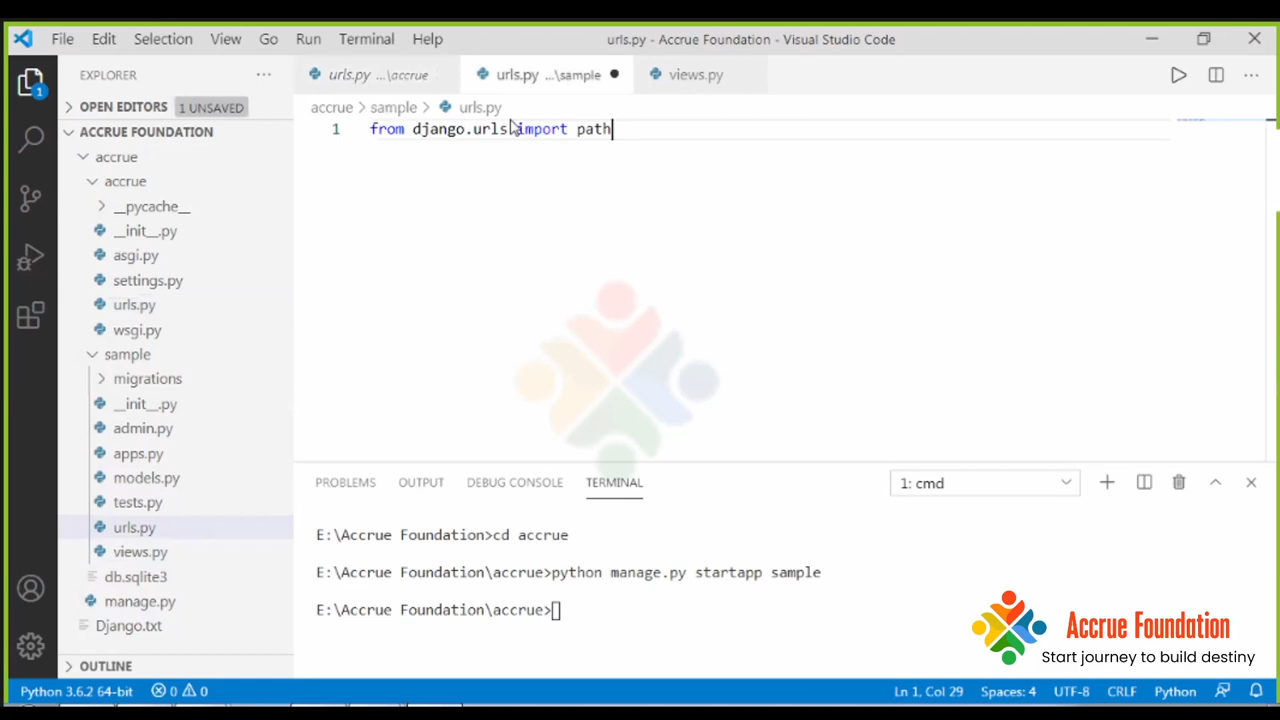 File Edit Selection View Go Run Terminal Help
urls.py - Accrue Foundation - Visual Studio Code
EXPLORER
urls.py ...\accrue
urls.py ...\sample
views.py
OPEN EDITORS 1 UNSAVED
accrue > sample > urls.py
ACCRUE FOUNDATION
1 from django.urls import path
accrue
accrue
__pycache__
__init__.py
asgi.py
settings.py
urls.py
wsgi.py
sample
migrations
__init__.py
admin.py
apps.py
models.py
tests.py
urls.py
views.py
db.sqlite3
manage.py
Django.txt
OUTLINE
PROBLEMS OUTPUT DEBUG CONSOLE TERMINAL
1: cmd
E:\Accrue Foundation>cd accrue
E:\Accrue Foundation\accrue>python manage.py startapp sample
E:\Accrue Foundation\accrue>
Accrue Foundation
Start journey to build destiny
1
Python 3.6.2 64-bit 0 0
Ln 1, Col 29 Spaces: 4 UTF-8 CRLF Python